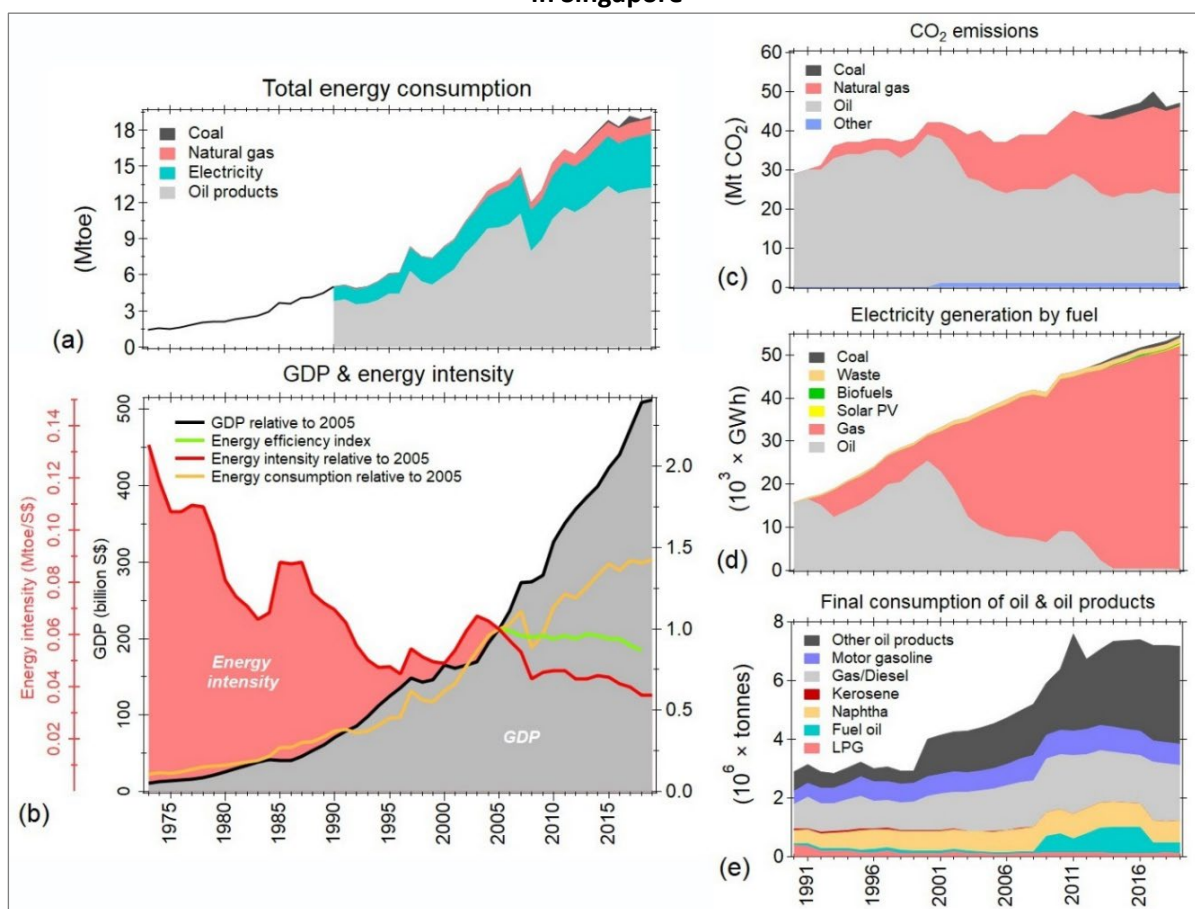 in Singapore
Total energy consumption
Coal
Natural gas
Electricity
Oil products
(Mtoe)
18
15
12
9
6
3
0
(a)
GDP & energy intensity
GDP relative to 2005
Energy efficiency index
Energy intensity relative to 2005
Energy consumption relative to 2005
Energy intensity (Mtoe/S$)
0.14
0.12
0.10
0.08
0.06
0.04
0.02
GDP (billion S$)
500
400
300
200
100
0
Energy
intensity
GDP
2.0
1.5
1.0
0.5
0.0
(b)
1975
1980
1985
1990
1995
2000
2005
2010
2015
CO₂ emissions
Coal
Natural gas
Oil
Other
(Mt CO₂)
60
50
40
30
20
10
0
(c)
Electricity generation by fuel
Coal
Waste
Biofuels
Solar PV
Gas
Oil
(10³ × GWh)
50
40
30
20
10
0
(d)
Final consumption of oil & oil products
Other oil products
Motor gasoline
Gas/Diesel
Kerosene
Naphtha
Fuel oil
LPG
(10⁶ × tonnes)
8
6
4
2
0
(e)
1991
1996
2001
2006
2011
2016